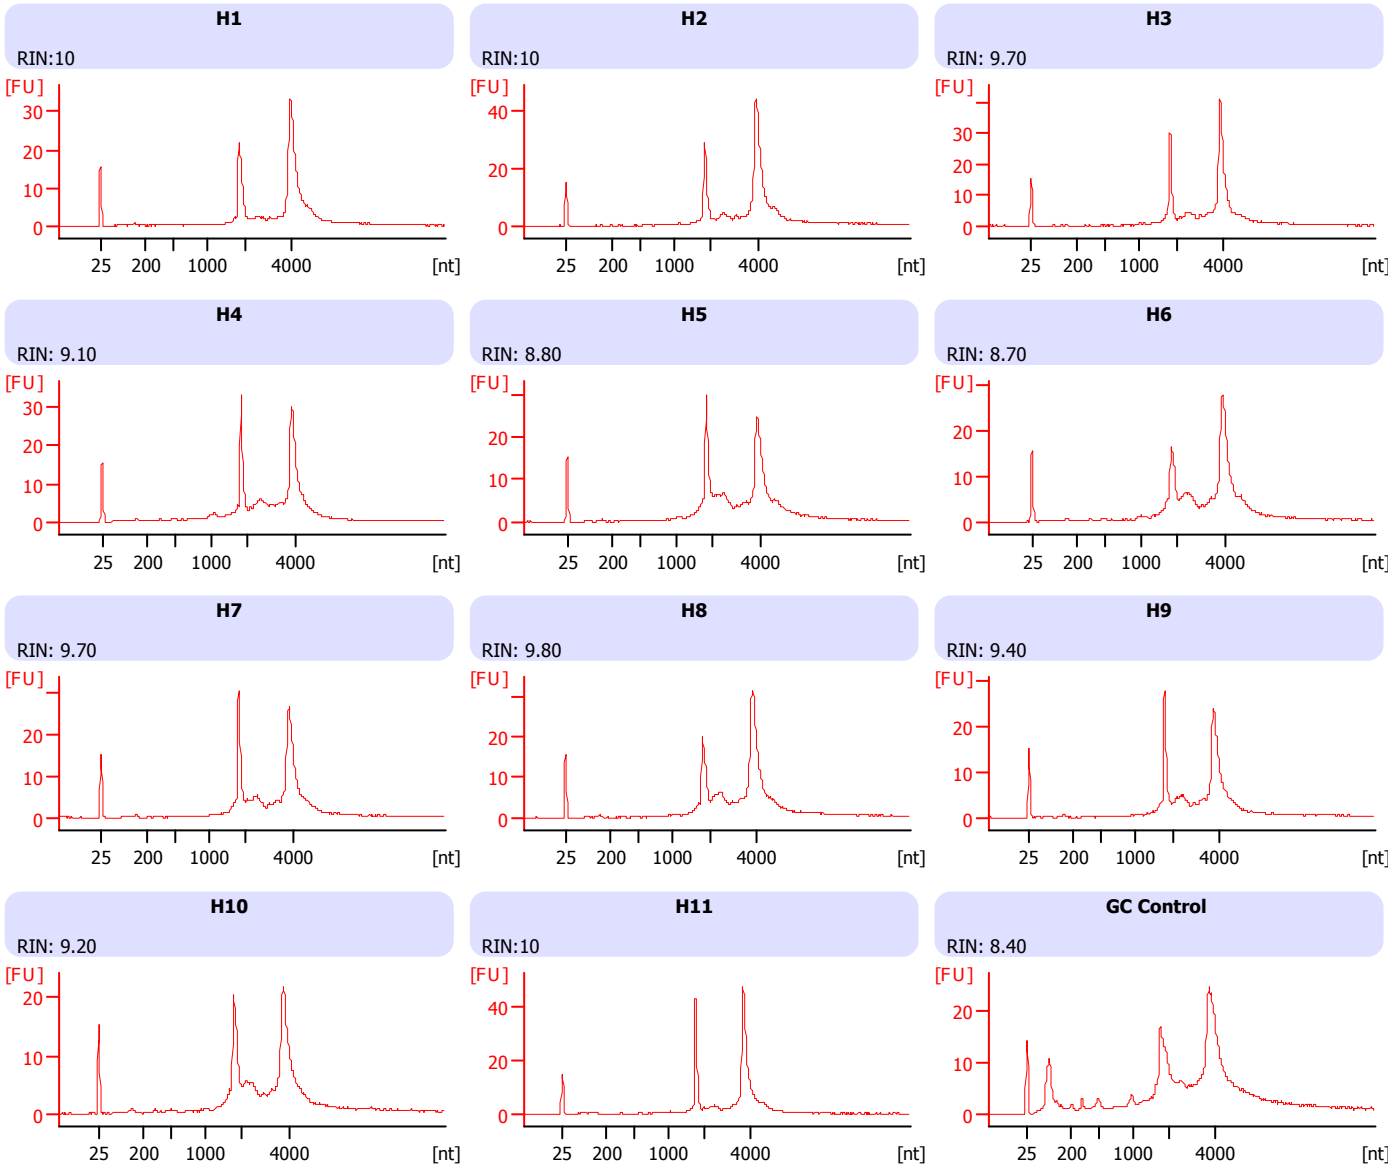 H1
RIN:10
[FU]
30
20
10
0
25 200 1000 4000 [nt]
H2
RIN:10
[FU]
40
20
0
25 200 1000 4000 [nt]
H3
RIN: 9.70
[FU]
30
20
10
0
25 200 1000 4000 [nt]
H4
RIN: 9.10
[FU]
30
20
10
0
25 200 1000 4000 [nt]
H5
RIN: 8.80
[FU]
20
10
0
25 200 1000 4000 [nt]
H6
RIN: 8.70
[FU]
20
10
0
25 200 1000 4000 [nt]
H7
RIN: 9.70
[FU]
20
10
0
25 200 1000 4000 [nt]
H8
RIN: 9.80
[FU]
20
10
0
25 200 1000 4000 [nt]
H9
RIN: 9.40
[FU]
20
10
0
25 200 1000 4000 [nt]
H10
RIN: 9.20
[FU]
20
10
0
25 200 1000 4000 [nt]
H11
RIN:10
[FU]
40
20
0
25 200 1000 4000 [nt]
GC Control
RIN: 8.40
[FU]
20
10
0
25 200 1000 4000 [nt]